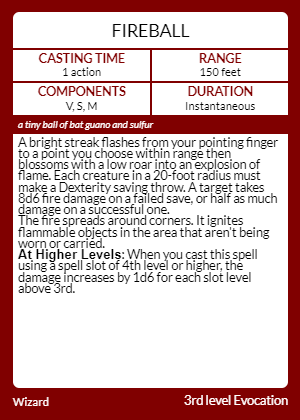 FIREBALL
CASTING TIME
1 action
RANGE
150 feet
COMPONENTS
V, S, M
DURATION
Instantaneous
a tiny ball of bat guano and sulfur
A bright streak flashes from your pointing finger
to a point you choose within range then
blossoms with a low roar into an explosion of
flame. Each creature in a 20-foot radius must
make a Dexterity saving throw. A target takes
8d6 fire damage on a failed save, or half as much
damage on a successful one.
The fire spreads around corners. It ignites
flammable objects in the area that aren't being
worn or carried.
At Higher Levels: When you cast this spell
using a spell slot of 4th level or higher, the
damage increases by 1d6 for each slot level
above 3rd.
Wizard
3rd level Evocation